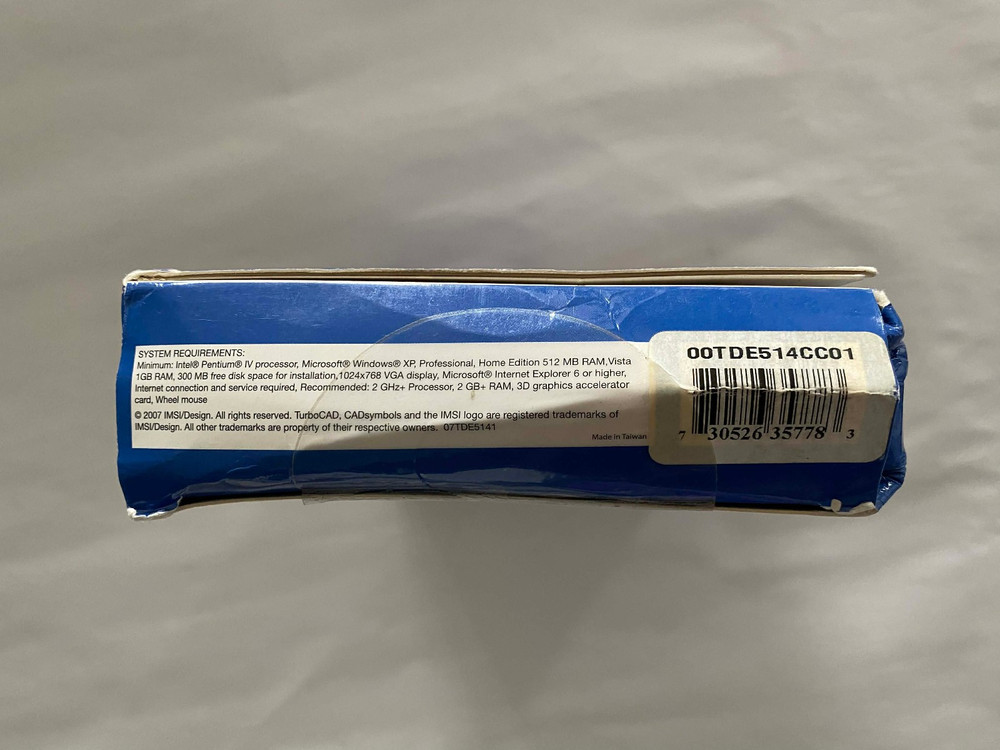 SYSTEM REQUIREMENTS:
Minimum: Intel® Pentium® IV processor, Microsoft® Windows® XP, Professional, Home Edition 512 MB RAM,Vista
1GB RAM, 300 MB free disk space for installation,1024x768 VGA display, Microsoft® Internet Explorer 6 or higher,
Internet connection and service required, Recommended: 2 GHz+ Processor, 2 GB+ RAM, 3D graphics accelerator
card, Wheel mouse
© 2007 IMSI/Design. All rights reserved. TurboCAD, CADsymbols and the IMSI logo are registered trademarks of
IMSI/Design. All other trademarks are property of their respective owners. 07TDE5141
Made in Taiwan
00TDE514CC01
7 30526 35778 3